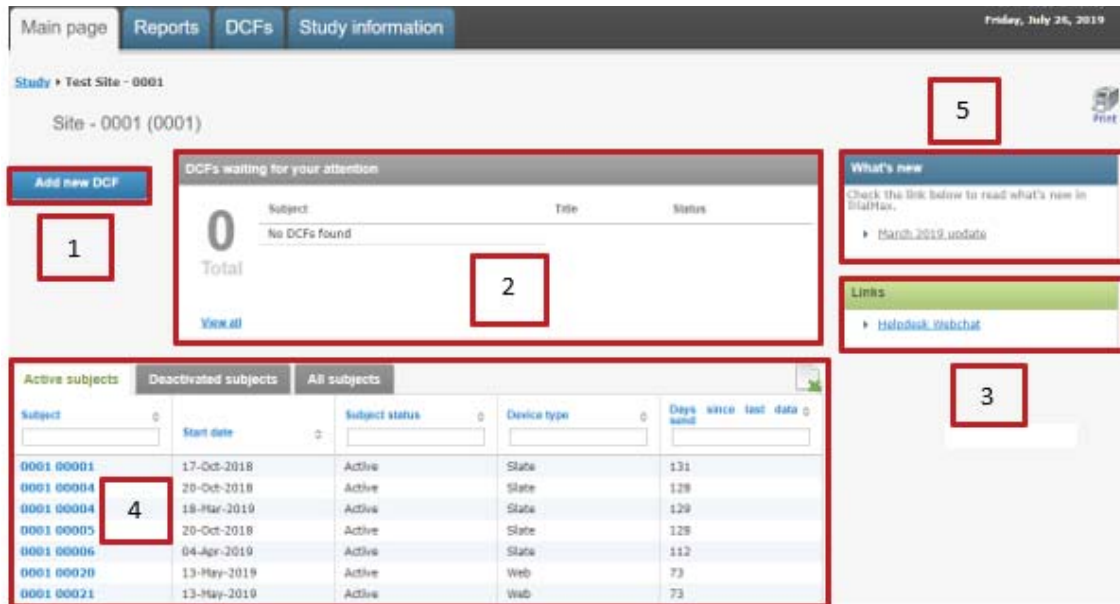 Main page Reports DCFs Study information
Friday, July 26, 2019
Study ▸ Test Site - 0001
Print
Site - 0001 (0001)
5
Add new DCF
1
DCFs waiting for your attention
Subject Title Status
0
No DCFs found
Total
2
View all
What's new
Check the link below to read what's new in
DialMax.
March 2019 update
Links
Helpdesk Webchat
3
Active subjects Deactivated subjects All subjects
Subject Start date Subject status Device type Days since last data
send
0001 00001 17-Oct-2018 Active Slate 131
0001 00004 20-Oct-2018 Active Slate 128
0001 00004 18-Mar-2019 Active Slate 129
0001 00005 20-Oct-2018 Active Slate 128
0001 00006 04-Apr-2019 Active Slate 112
0001 00020 13-May-2019 Active Web 73
0001 00021 13-May-2019 Active Web 73
4